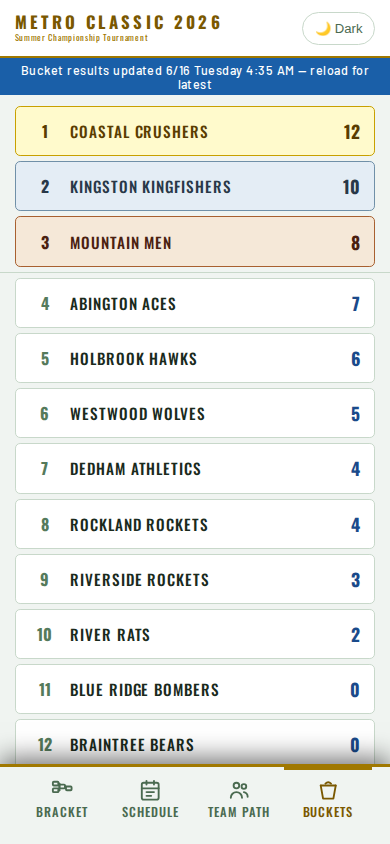 METRO CLASSIC 2026
Summer Championship Tournament
🌙 Dark
Bucket results updated 6/16 Tuesday 4:35 AM — reload for
latest
1 COASTAL CRUSHERS 12
2 KINGSTON KINGFISHERS 10
3 MOUNTAIN MEN 8
4 ABINGTON ACES 7
5 HOLBROOK HAWKS 6
6 WESTWOOD WOLVES 5
7 DEDHAM ATHLETICS 4
8 ROCKLAND ROCKETS 4
9 RIVERSIDE ROCKETS 3
10 RIVER RATS 2
11 BLUE RIDGE BOMBERS 0
12 BRAINTREE BEARS 0
BRACKET SCHEDULE TEAM PATH BUCKETS